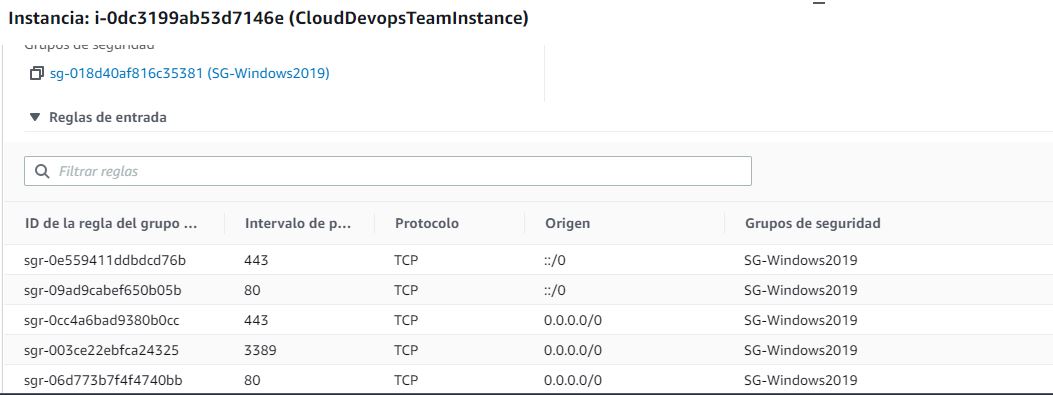 Instancia: i-0dc3199ab53d7146e (CloudDevopsTeamInstance)
Grupos de seguridad
sg-018d40af816c35381 (SG-Windows2019)
Reglas de entrada
Filtrar reglas
ID de la regla del grupo ... Intervalo de p... Protocolo Origen Grupos de seguridad
sgr-0e559411ddbdcd76b 443 TCP ::/0 SG-Windows2019
sgr-09ad9cabef650b05b 80 TCP ::/0 SG-Windows2019
sgr-0cc4a6bad9380b0cc 443 TCP 0.0.0.0/0 SG-Windows2019
sgr-003ce22ebfca24325 3389 TCP 0.0.0.0/0 SG-Windows2019
sgr-06d773b7f4f4740bb 80 TCP 0.0.0.0/0 SG-Windows2019